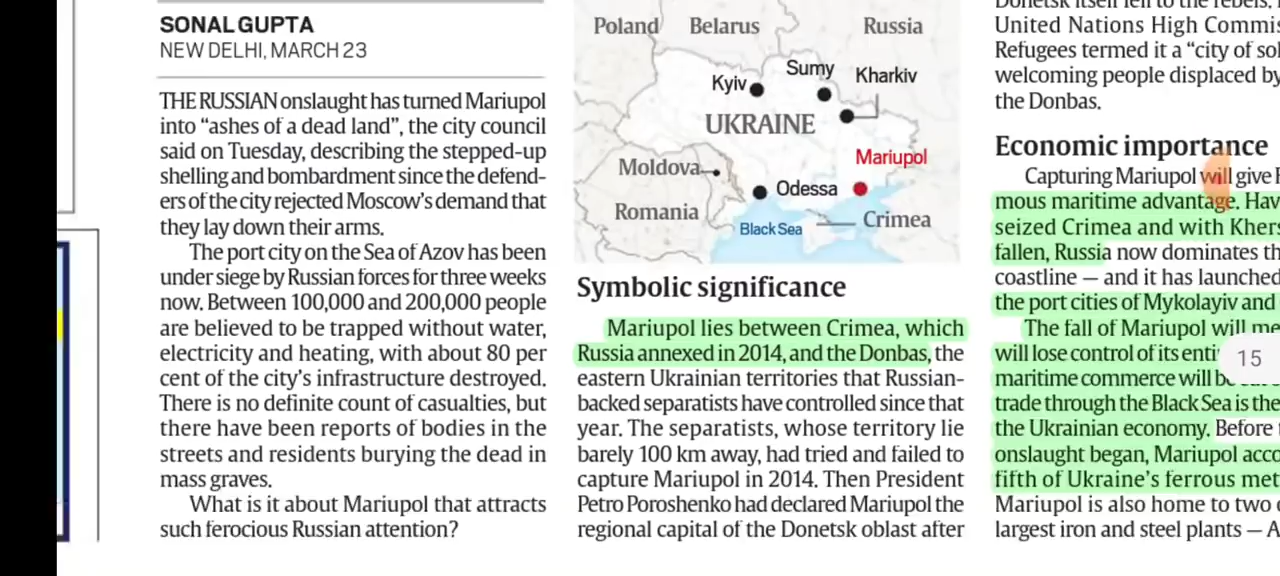 SONAL GUPTA
NEW DELHI, MARCH 23
THE RUSSIAN onslaught has turned Mariupol
into “ashes of a dead land”, the city council
said on Tuesday, describing the stepped-up
shelling and bombardment since the defend-
ers of the city rejected Moscow’s demand that
they lay down their arms.
The port city on the Sea of Azov has been
under siege by Russian forces for three weeks
now. Between 100,000 and 200,000 people
are believed to be trapped without water,
electricity and heating, with about 80 per
cent of the city’s infrastructure destroyed.
There is no definite count of casualties, but
there have been reports of bodies in the
streets and residents burying the dead in
mass graves.
What is it about Mariupol that attracts
such ferocious Russian attention?
Poland Belarus Russia
Sumy
Kyiv Kharkiv
UKRAINE
Mariupol
Moldova
Odessa
Romania
Crimea
Black Sea
Symbolic significance
Mariupol lies between Crimea, which
Russia annexed in 2014, and the Donbas, the
eastern Ukrainian territories that Russian-
backed separatists have controlled since that
year. The separatists, whose territory lie
barely 100 km away, had tried and failed to
capture Mariupol in 2014. Then President
Petro Poroshenko had declared Mariupol the
regional capital of the Donetsk oblast after
Donetsk itself fell to the rebels.
United Nations High
Refugees termed it a “city of
welcoming people displaced by
the Donbas.
Economic importance
Capturing Mariupol will give
mous maritime advantage.
seized Crimea and with
fallen, Russia now dominates
coastline — and it has launched
the port cities of Mykolayiv and
The fall of Mariupol will
will lose control of its
maritime commerce will
trade through the Black Sea is the
the Ukrainian economy. Before
onslaught began, Mariupol
fifth of Ukraine’s ferrous
Mariupol is also home to two
largest iron and steel plants —
15